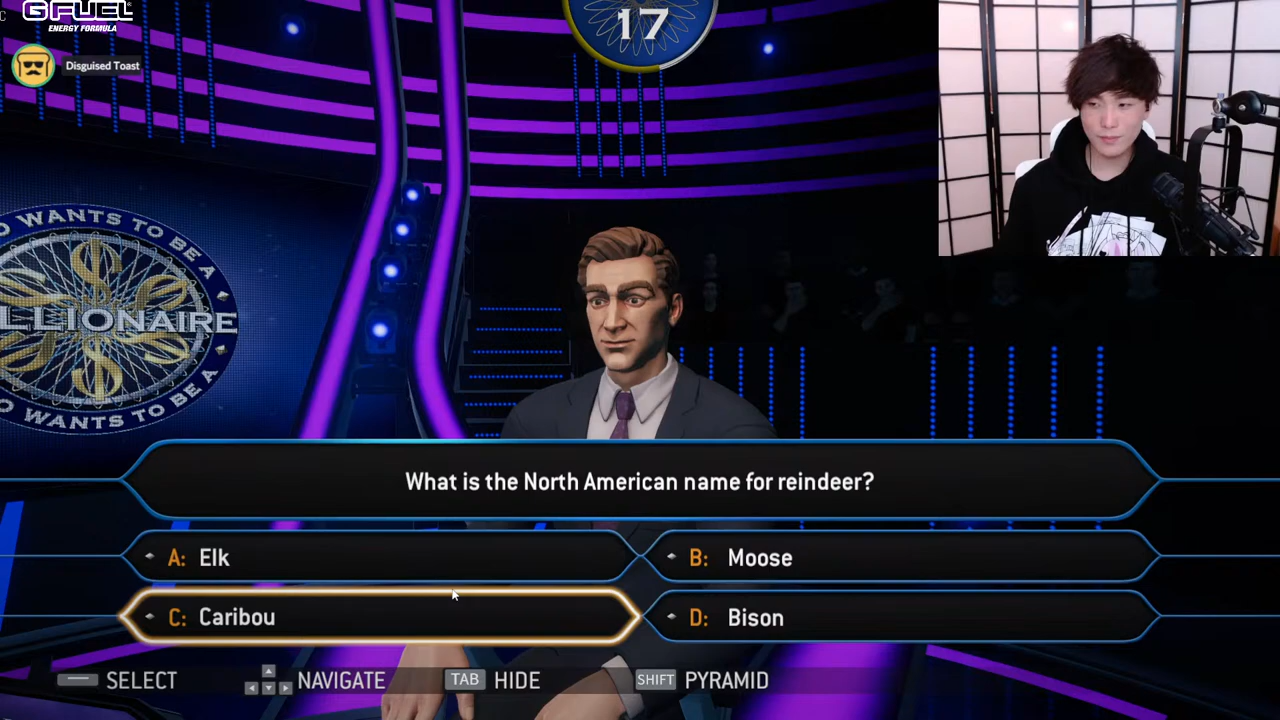 GFUEL
ENERGY FORMULA
17
Disguised Toast
O WANTS TO BE A
LLIONAIRE
O WANTS TO BE A
What is the North American name for reindeer?
A: Elk
B: Moose
C: Caribou
D: Bison
SELECT
NAVIGATE
TAB HIDE
SHIFT PYRAMID